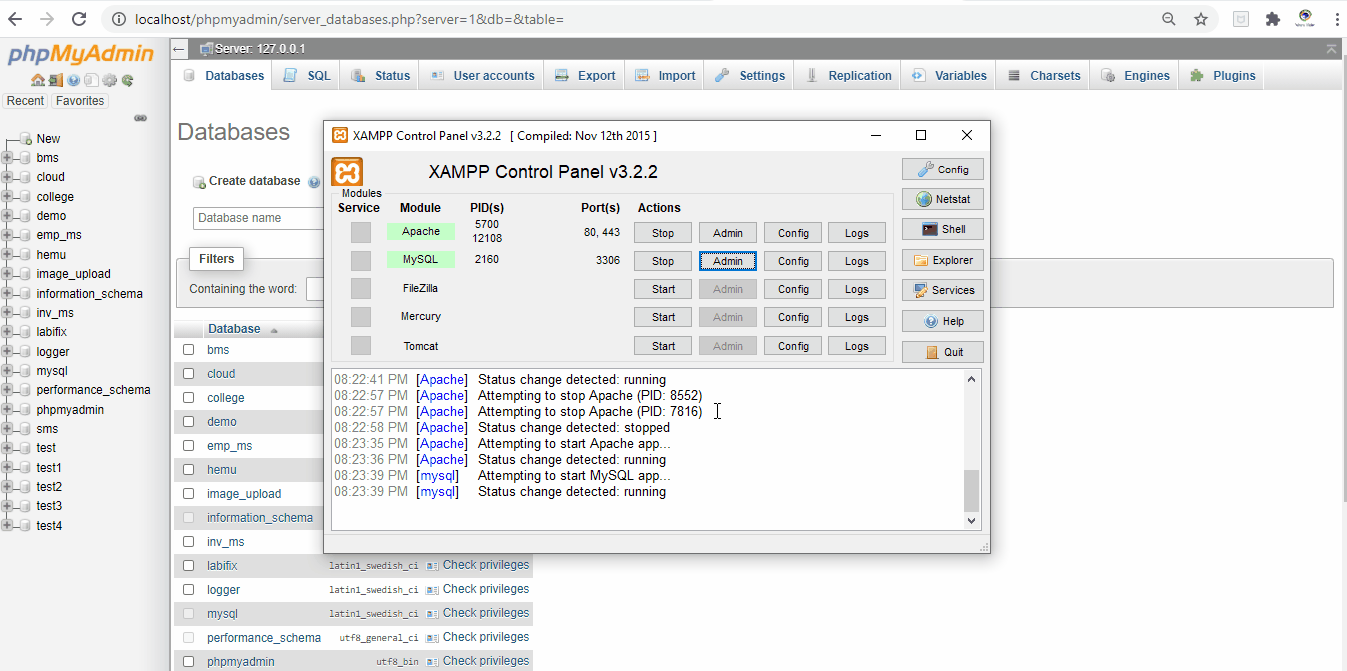 localhost/phpmyadmin/server_databases.php?server=1&db=&table=
phpMyAdmin
Recent Favorites
New
bms
cloud
college
demo
emp_ms
hemu
image_upload
information_schema
inv_ms
labifix
logger
mysql
performance_schema
phpmyadmin
sms
test
test1
test2
test3
test4
Server: 127.0.0.1
Databases SQL Status User accounts Export Import Settings Replication Variables Charsets Engines Plugins
Databases
Create database
Database name
Filters
Containing the word:
Database
bms
cloud
college
demo
emp_ms
hemu
image_upload
information_schema
inv_ms
labifix latin1_swedish_ci Check privileges
logger latin1_swedish_ci Check privileges
mysql latin1_swedish_ci Check privileges
performance_schema utf8_general_ci Check privileges
phpmyadmin utf8_bin Check privileges
XAMPP Control Panel v3.2.2 [ Compiled: Nov 12th 2015 ]
XAMPP Control Panel v3.2.2
Modules
Service Module PID(s) Port(s) Actions
Apache 5700 12108 80, 443 Stop Admin Config Logs
MySQL 2160 3306 Stop Admin Config Logs
FileZilla Start Admin Config Logs
Mercury Start Admin Config Logs
Tomcat Start Admin Config Logs
Config
Netstat
Shell
Explorer
Services
Help
Quit
08:22:41 PM [Apache] Status change detected: running
08:22:57 PM [Apache] Attempting to stop Apache (PID: 8552)
08:22:57 PM [Apache] Attempting to stop Apache (PID: 7816)
08:22:58 PM [Apache] Status change detected: stopped
08:23:35 PM [Apache] Attempting to start Apache app...
08:23:36 PM [Apache] Status change detected: running
08:23:39 PM [mysql] Attempting to start MySQL app...
08:23:39 PM [mysql] Status change detected: running